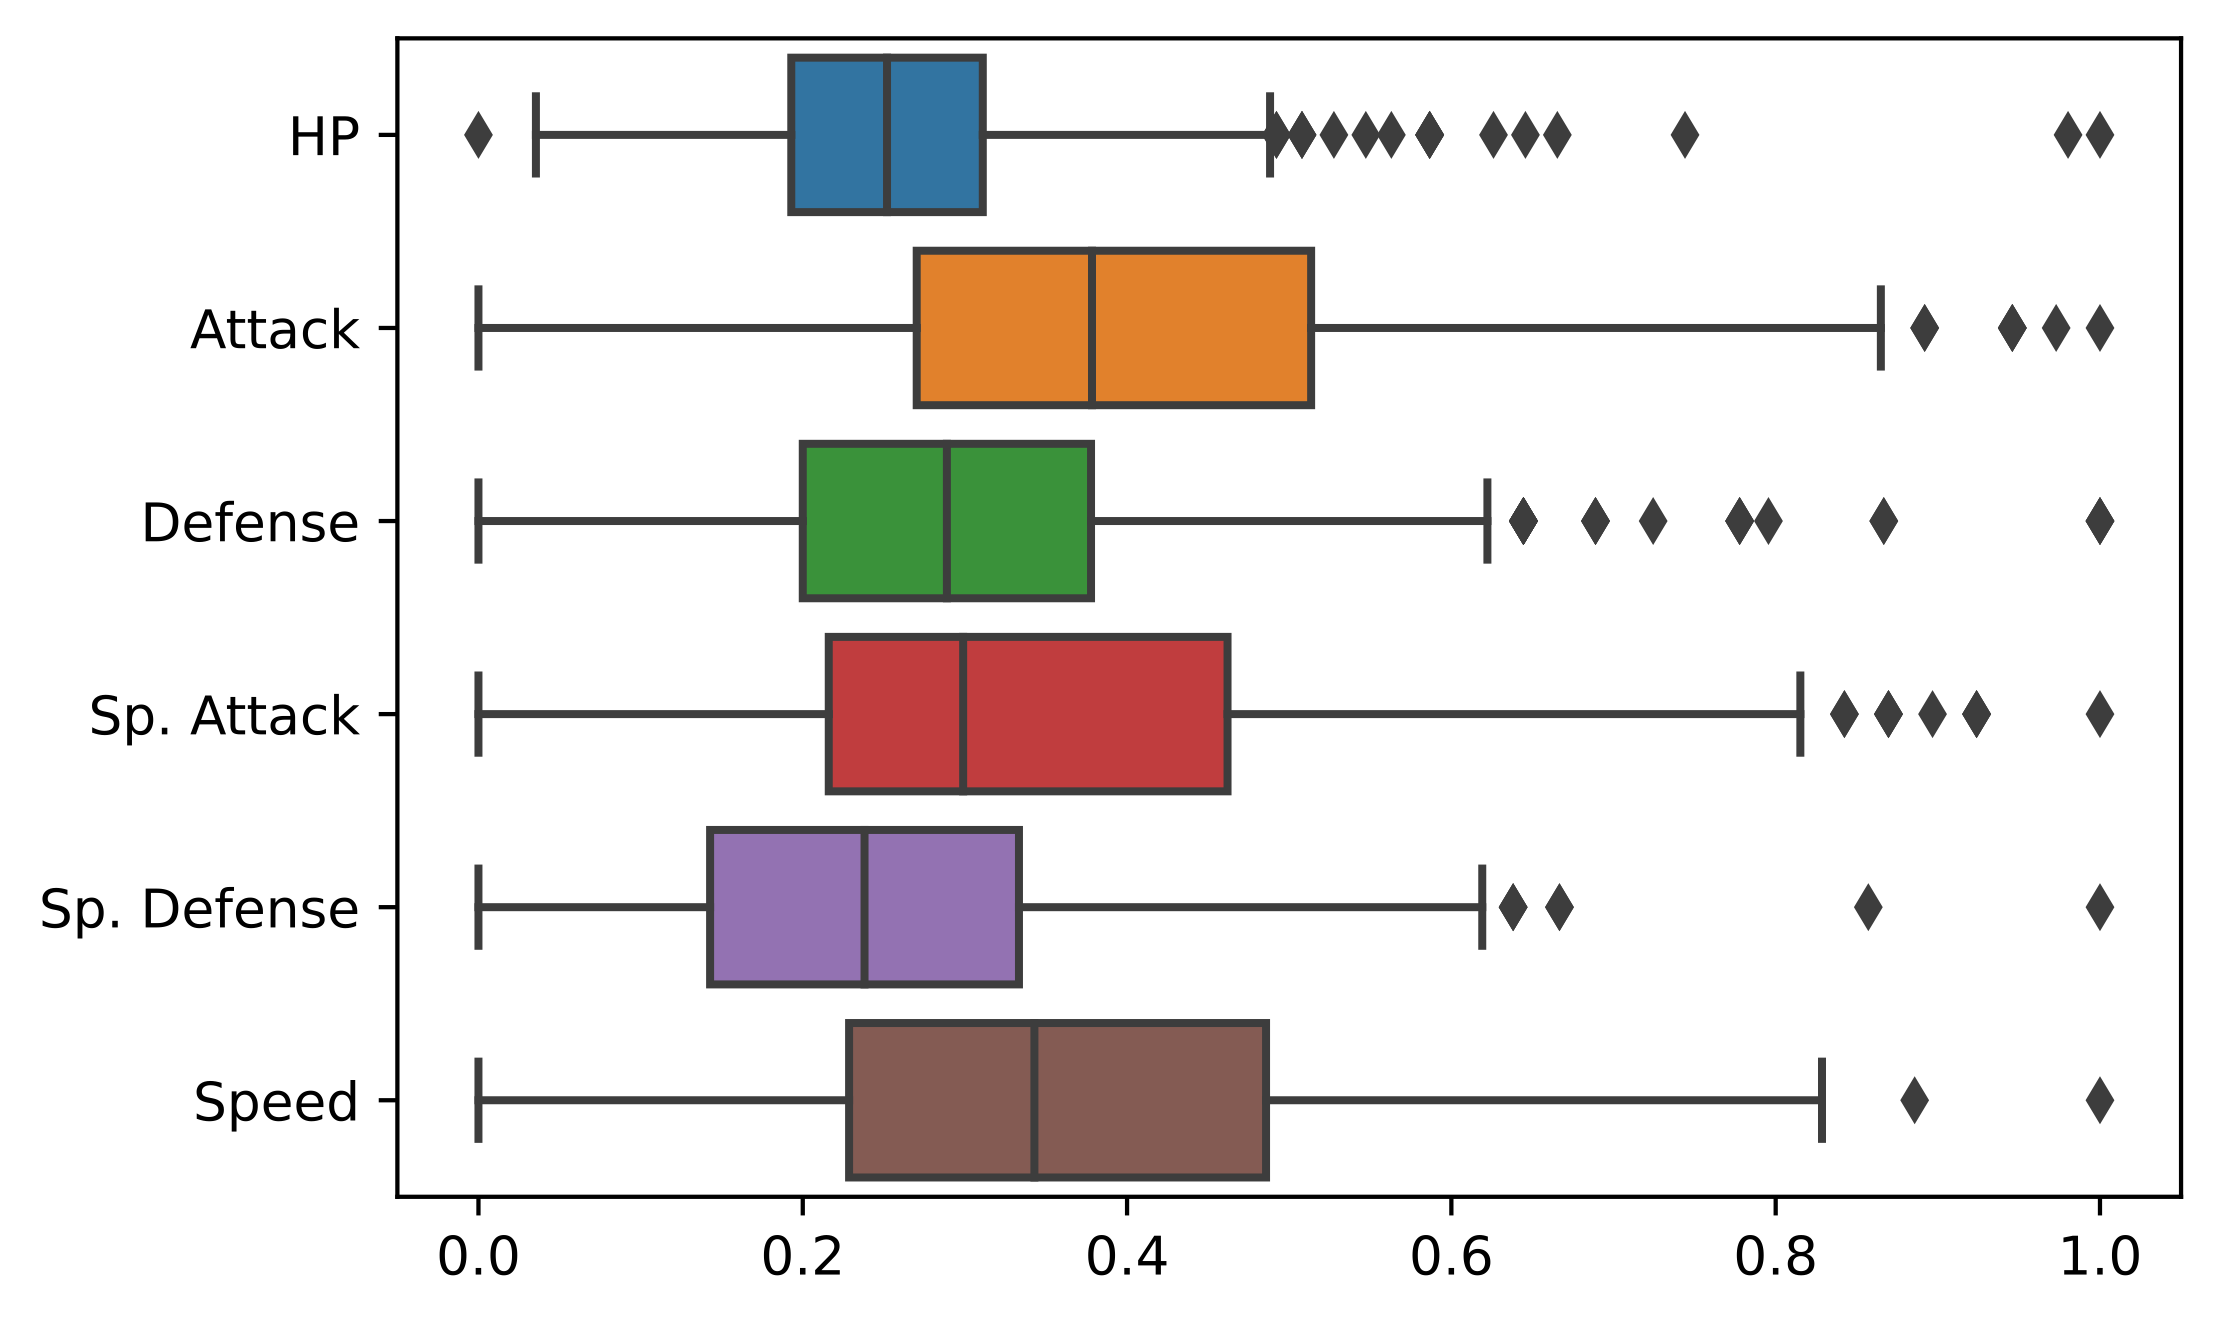 HP
Attack
Defense
Sp. Attack
Sp. Defense
Speed
0.0 0.2 0.4 0.6 0.8 1.0